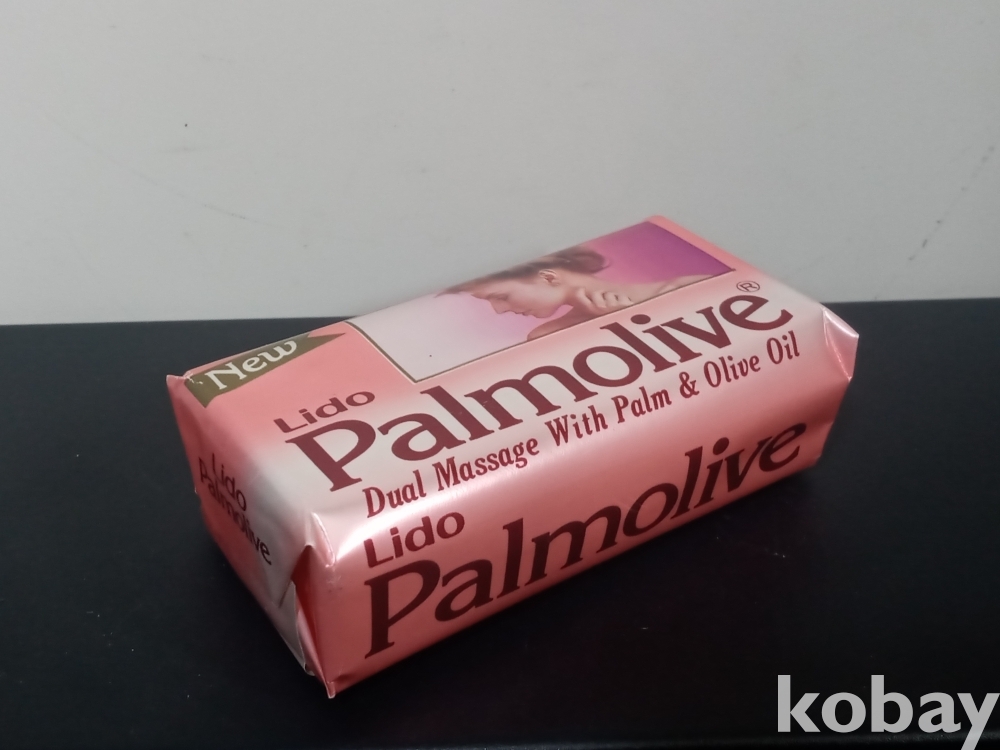 New
Lido
Palmolive®
Dual Massage With Palm & Olive Oil
Lido
Palmolive
Lido
Palmolive
kobay